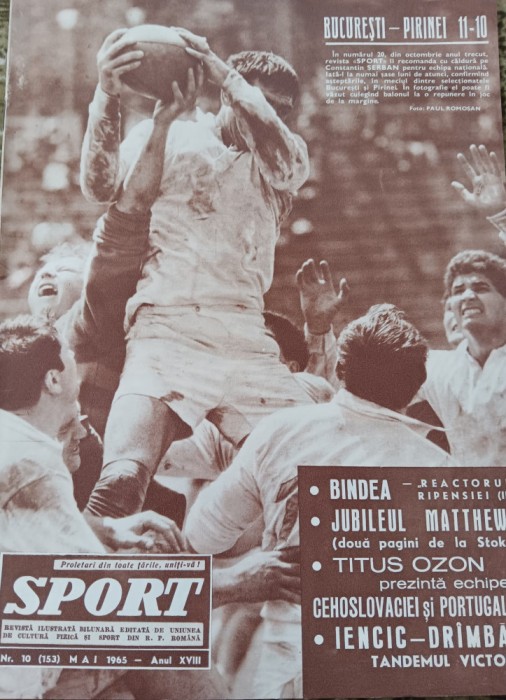 BUCUREȘTI – PIRINEI 11-10
În numărul 20, din octombrie anul trecut,
revista «SPORT» îl recomanda cu căldură pe
Constantin ȘERBAN pentru echipa națională.
Iată-l la numai șase luni de atunci, confirmînd
așteptările, în meciul dintre selecționatele
Bucureștii și Pirinei. În fotografie el poate fi
văzut culegînd balonul la o repunere în joc
de la margine.
Foto: PAUL ROMOȘAN
• BINDEA – „REACTORU
RIPENSIEI
• JUBILEUL MATTHEW
(două pagini de la Stok
• TITUS OZON
prezintă echipe
CEHOSLOVACIEI și PORTUGAL
• IENCIC–DRÎMBĂ
TANDEMUL VICTO
Proletari din toate țările, uniți-vă!
SPORT
REVISTĂ ILUSTRATĂ BILUNARĂ EDITATĂ DE UNIUNEA
DE CULTURĂ FIZICĂ ȘI SPORT DIN R. P. ROMÂNĂ
Nr. 10 (153) MAI 1965 – Anul XVIII